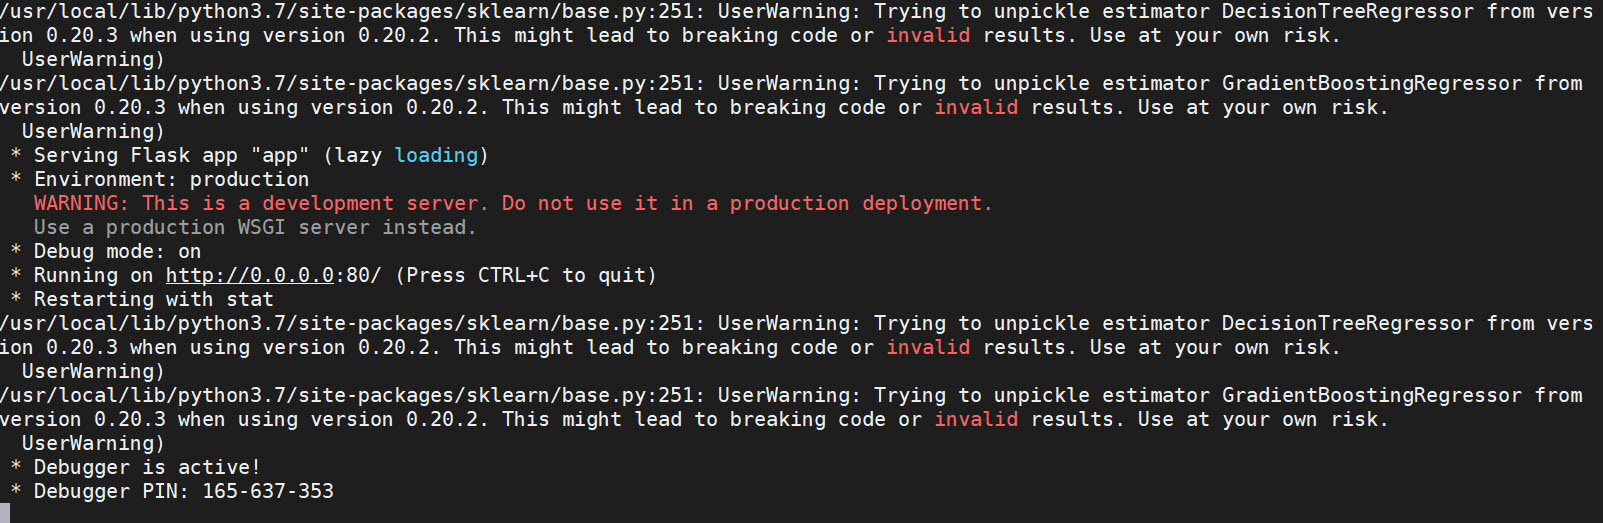 /usr/local/lib/python3.7/site-packages/sklearn/base.py:251: UserWarning: Trying to unpickle estimator DecisionTreeRegressor from vers
ion 0.20.3 when using version 0.20.2. This might lead to breaking code or invalid results. Use at your own risk.
  UserWarning)
/usr/local/lib/python3.7/site-packages/sklearn/base.py:251: UserWarning: Trying to unpickle estimator GradientBoostingRegressor from
version 0.20.3 when using version 0.20.2. This might lead to breaking code or invalid results. Use at your own risk.
  UserWarning)
 * Serving Flask app "app" (lazy loading)
 * Environment: production
   WARNING: This is a development server. Do not use it in a production deployment.
   Use a production WSGI server instead.
 * Debug mode: on
 * Running on http://0.0.0.0:80/ (Press CTRL+C to quit)
 * Restarting with stat
/usr/local/lib/python3.7/site-packages/sklearn/base.py:251: UserWarning: Trying to unpickle estimator DecisionTreeRegressor from vers
ion 0.20.3 when using version 0.20.2. This might lead to breaking code or invalid results. Use at your own risk.
  UserWarning)
/usr/local/lib/python3.7/site-packages/sklearn/base.py:251: UserWarning: Trying to unpickle estimator GradientBoostingRegressor from
version 0.20.3 when using version 0.20.2. This might lead to breaking code or invalid results. Use at your own risk.
  UserWarning)
 * Debugger is active!
 * Debugger PIN: 165-637-353